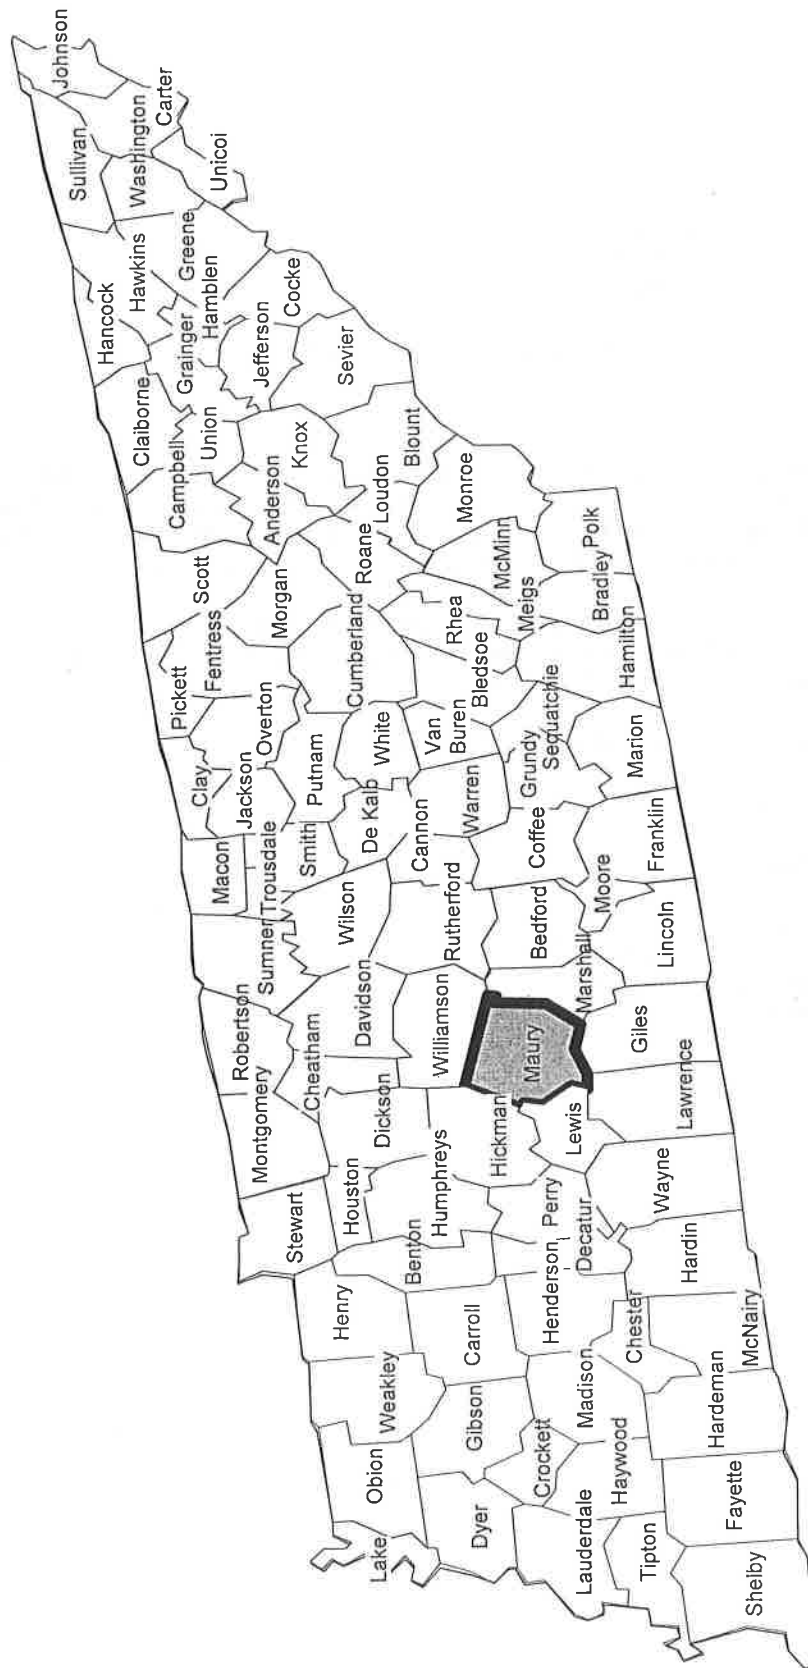 Lake
Obion
Weakley
Henry
Stewart
Montgomery
Robertson
Sumner
Macon
Trousdale
Clay
Pickett
Jackson
Overton
Fentress
Scott
Campbell
Claiborne
Hancock
Hawkins
Sullivan
Johnson
Washington
Carter
Unicoi
Greene
Hamblen
Grainger
Union
Anderson
Morgan
Putnam
Smith
Wilson
Davidson
Cheatham
Dickson
Houston
Humphreys
Benton
Carroll
Gibson
Dyer
Lauderdale
Crockett
Madison
Henderson
Decatur
Perry
Hickman
Williamson
Rutherford
Cannon
De Kalb
White
Cumberland
Roane
Loudon
Knox
Jefferson
Cocke
Sevier
Blount
Monroe
McMinn
Meigs
Rhea
Bledsoe
Van
Buren
Warren
Coffee
Grundy
Sequatchie
Bedford
Marshall
Maury
Lewis
Chester
Haywood
Tipton
Shelby
Fayette
Hardeman
McNairy
Hardin
Wayne
Lawrence
Giles
Lincoln
Moore
Franklin
Marion
Hamilton
Bradley
Polk